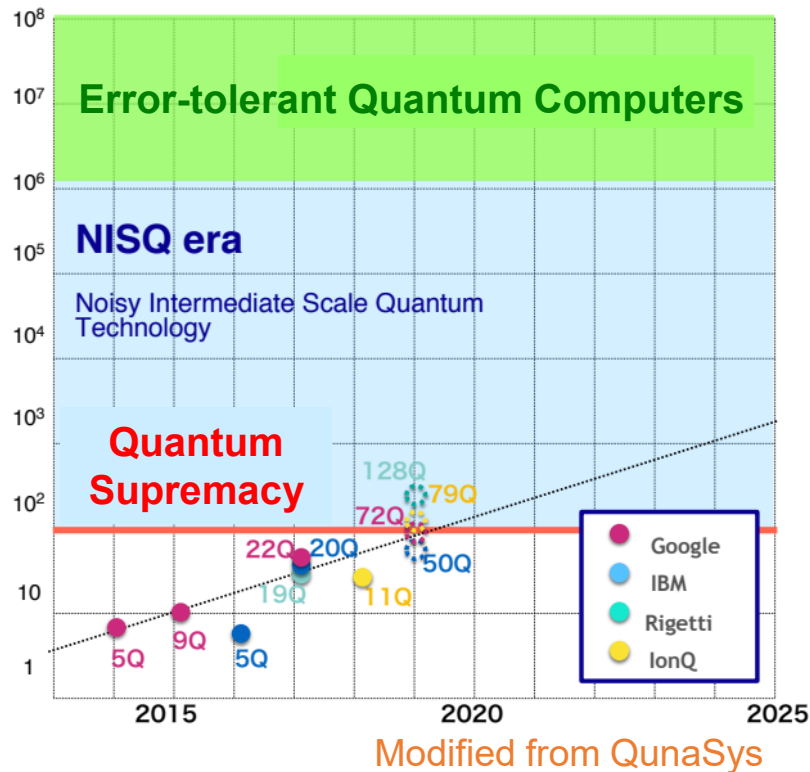 10⁸
Error-tolerant Quantum Computers
10⁷
10⁶
NISQ era
10⁵
Noisy Intermediate Scale Quantum
Technology
10⁴
10³
Quantum
Supremacy
128Q
79Q
10²
72Q
22Q
20Q
50Q
19Q
11Q
10
5Q
9Q
5Q
1
Google
IBM
Rigetti
IonQ
2015
2020
2025
Modified from QunaSys